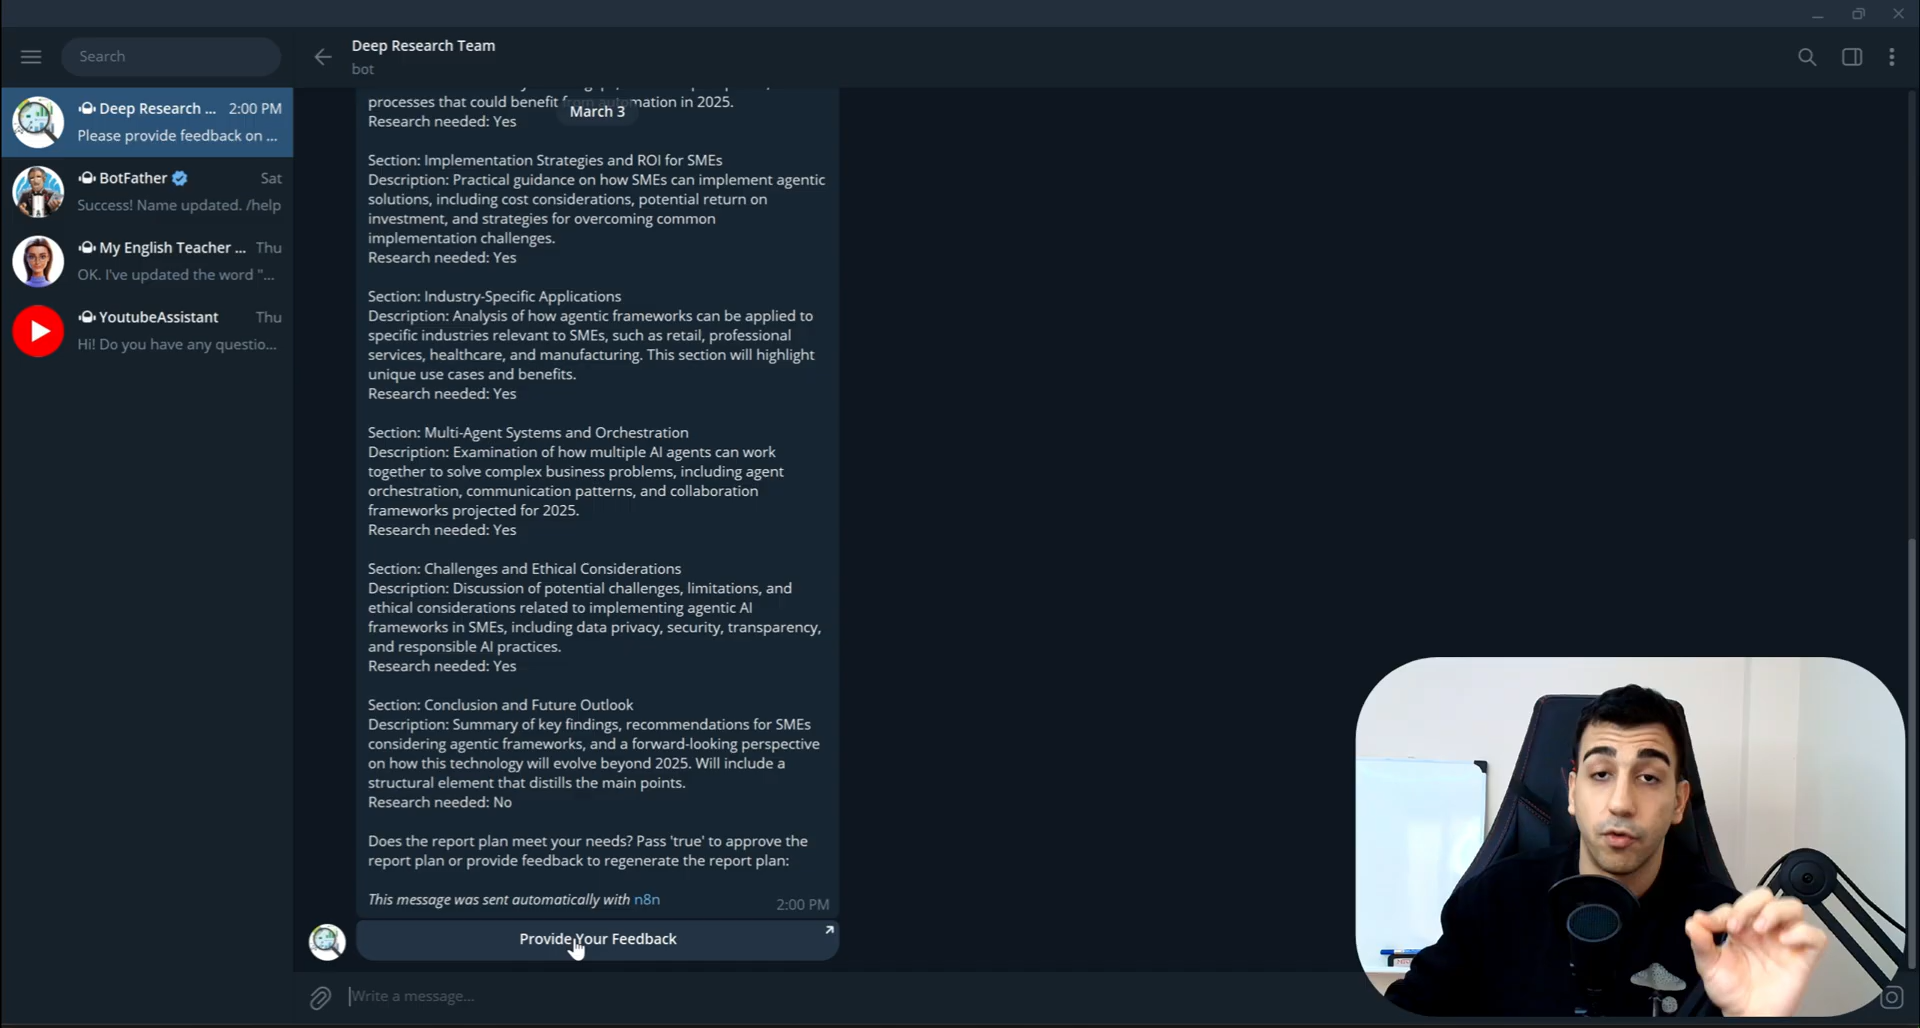 Search
Deep Research ...
2:00 PM
Please provide feedback on ...
BotFather
Sat
Success! Name updated. /help
My English Teacher ...
Thu
OK. I've updated the word "...
YoutubeAssistant
Thu
Hi! Do you have any questio...
Deep Research Team
bot
March 3
processes that could benefit from automation in 2025.
Research needed: Yes
Section: Implementation Strategies and ROI for SMEs
Description: Practical guidance on how SMEs can implement agentic
solutions, including cost considerations, potential return on
investment, and strategies for overcoming common
implementation challenges.
Research needed: Yes
Section: Industry-Specific Applications
Description: Analysis of how agentic frameworks can be applied to
specific industries relevant to SMEs, such as retail, professional
services, healthcare, and manufacturing. This section will highlight
unique use cases and benefits.
Research needed: Yes
Section: Multi-Agent Systems and Orchestration
Description: Examination of how multiple AI agents can work
together to solve complex business problems, including agent
orchestration, communication patterns, and collaboration
frameworks projected for 2025.
Research needed: Yes
Section: Challenges and Ethical Considerations
Description: Discussion of potential challenges, limitations, and
ethical considerations related to implementing agentic AI
frameworks in SMEs, including data privacy, security, transparency,
and responsible AI practices.
Research needed: Yes
Section: Conclusion and Future Outlook
Description: Summary of key findings, recommendations for SMEs
considering agentic frameworks, and a forward-looking perspective
on how this technology will evolve beyond 2025. Will include a
structural element that distills the main points.
Research needed: No
Does the report plan meet your needs? Pass 'true' to approve the
report plan or provide feedback to regenerate the report plan:
This message was sent automatically with n8n
2:00 PM
Provide Your Feedback
Write a message...